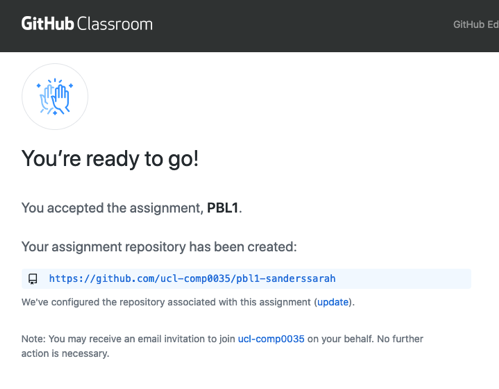 GitHub Classroom
GitHub Ed
You’re ready to go!
You accepted the assignment, PBL1.
Your assignment repository has been created:
https://github.com/ucl-comp0035/pbl1-sanderssarah
We've configured the repository associated with this assignment (update).
Note: You may receive an email invitation to join ucl-comp0035 on your behalf. No further
action is necessary.